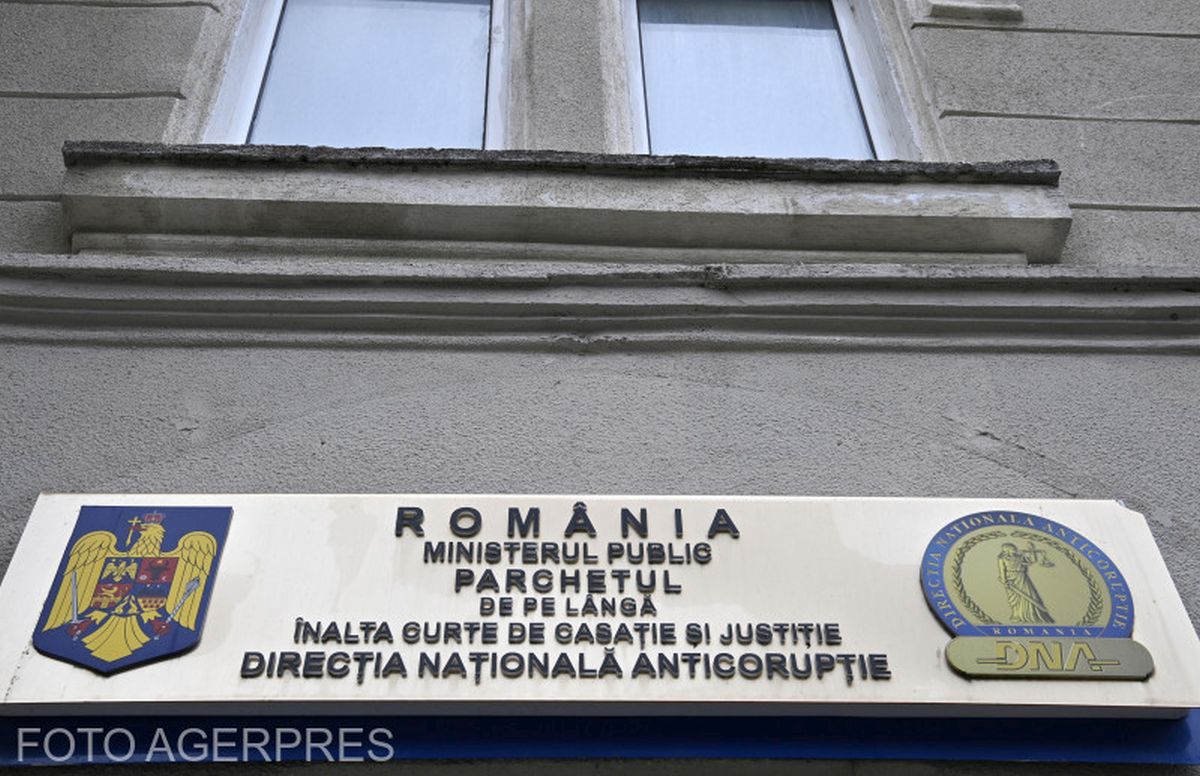 ROMÂNIA
MINISTERUL PUBLIC
PARCHETUL
DE PE LÂNGĂ
ÎNALTA CURTE DE CASAȚIE ȘI JUSTIȚIE
DIRECȚIA NAȚIONALĂ ANTICORUPȚIE
DIRECȚIA NAȚIONALA ANTICORUPȚIE
ROMANIA
DNA
FOTO AGERPRES